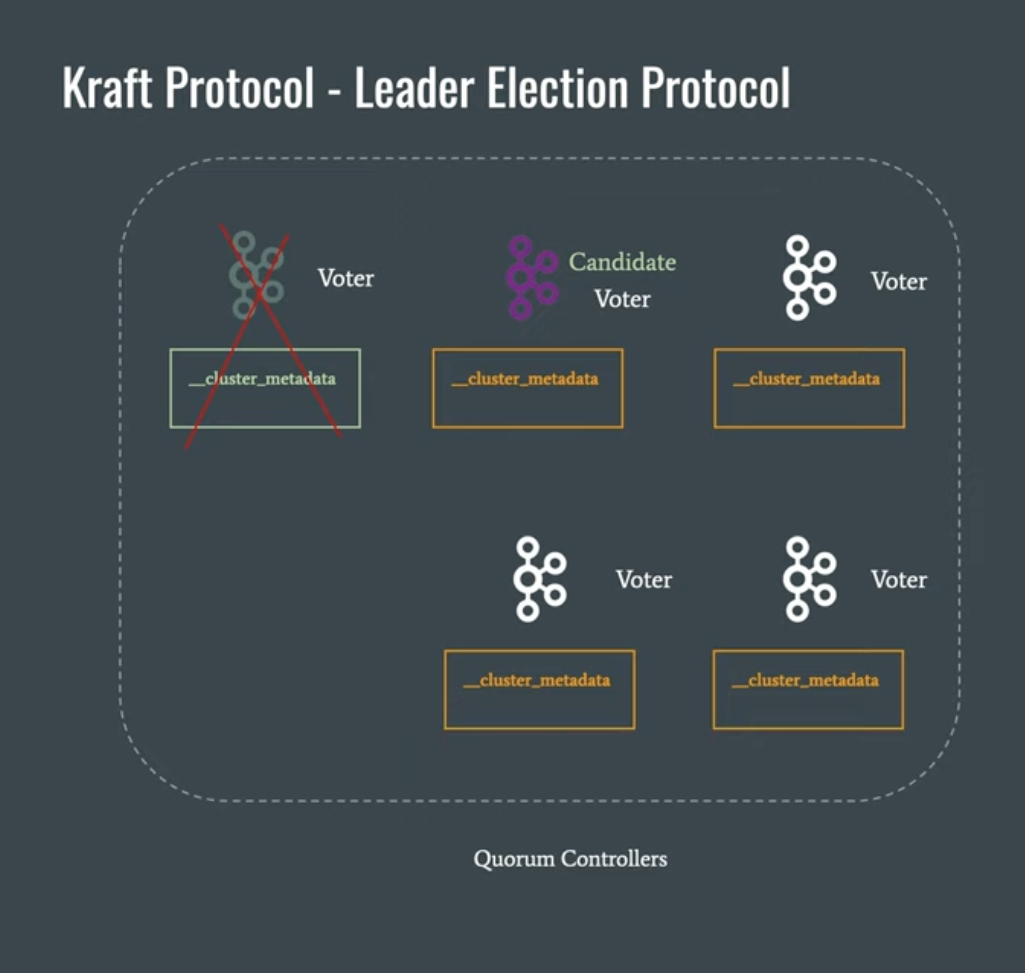 Kraft Protocol - Leader Election Protocol
Voter
Candidate
Voter
Voter
__cluster_metadata
__cluster_metadata
__cluster_metadata
Voter
Voter
__cluster_metadata
__cluster_metadata
Quorum Controllers